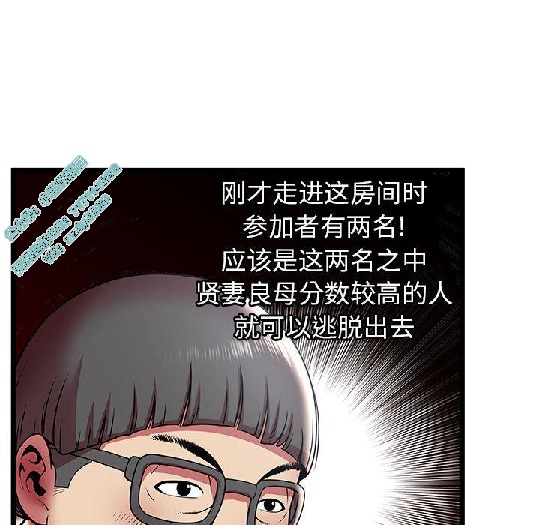 刚才走进这房间时
参加者有两名!
应该是这两名之中
贤妻良母分数较高的人
就可以逃脱出去